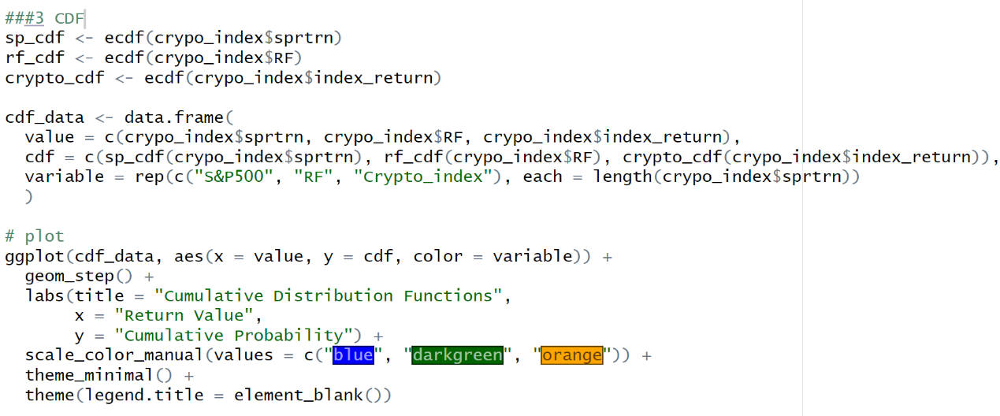 ###3 CDF
sp_cdf <- ecdf(crypo_index$sprtrn)
rf_cdf <- ecdf(crypo_index$RF)
crypto_cdf <- ecdf(crypo_index$index_return)

cdf_data <- data.frame(
  value = c(crypo_index$sprtrn, crypo_index$RF, crypo_index$index_return),
  cdf = c(sp_cdf(crypo_index$sprtrn), rf_cdf(crypo_index$RF), crypto_cdf(crypo_index$index_return)),
  variable = rep(c("S&P500", "RF", "Crypto_index"), each = length(crypo_index$sprtrn))
  )

# plot
ggplot(cdf_data, aes(x = value, y = cdf, color = variable)) +
  geom_step() +
  labs(title = "Cumulative Distribution Functions",
       x = "Return Value",
       y = "Cumulative Probability") +
  scale_color_manual(values = c("blue", "darkgreen", "orange")) +
  theme_minimal() +
  theme(legend.title = element_blank())